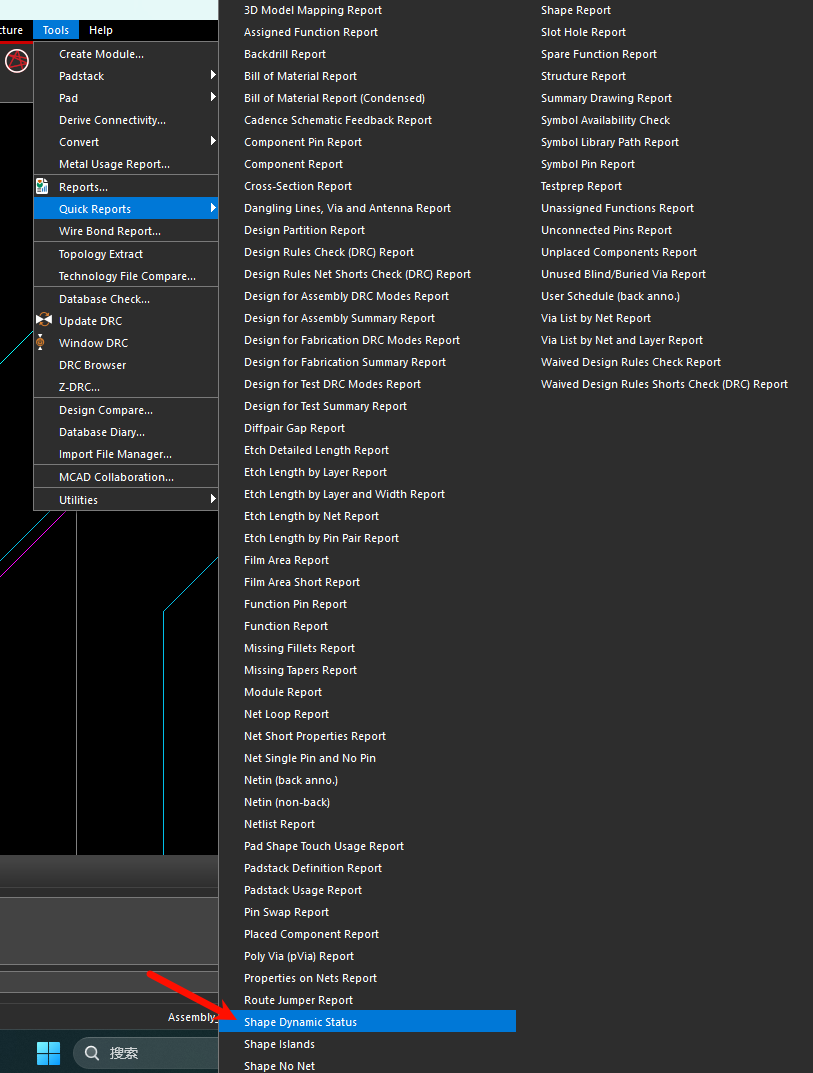 cture Tools Help
Create Module...
Padstack
Pad
Derive Connectivity...
Convert
Metal Usage Report...
Reports...
Quick Reports
Wire Bond Report...
Topology Extract
Technology File Compare...
Database Check...
Update DRC
Window DRC
DRC Browser
Z-DRC...
Design Compare...
Database Diary...
Import File Manager...
MCAD Collaboration...
Utilities
3D Model Mapping Report
Assigned Function Report
Backdrill Report
Bill of Material Report
Bill of Material Report (Condensed)
Cadence Schematic Feedback Report
Component Pin Report
Component Report
Cross-Section Report
Dangling Lines, Via and Antenna Report
Design Partition Report
Design Rules Check (DRC) Report
Design Rules Net Shorts Check (DRC) Report
Design for Assembly DRC Modes Report
Design for Assembly Summary Report
Design for Fabrication DRC Modes Report
Design for Fabrication Summary Report
Design for Test DRC Modes Report
Design for Test Summary Report
Diffpair Gap Report
Etch Detailed Length Report
Etch Length by Layer Report
Etch Length by Layer and Width Report
Etch Length by Net Report
Etch Length by Pin Pair Report
Film Area Report
Film Area Short Report
Function Pin Report
Function Report
Missing Fillets Report
Missing Tapers Report
Module Report
Net Loop Report
Net Short Properties Report
Net Single Pin and No Pin
Netin (back anno.)
Netin (non-back)
Netlist Report
Pad Shape Touch Usage Report
Padstack Definition Report
Padstack Usage Report
Pin Swap Report
Placed Component Report
Poly Via (pVia) Report
Properties on Nets Report
Route Jumper Report
Shape Dynamic Status
Shape Islands
Shape No Net
Shape Report
Slot Hole Report
Spare Function Report
Structure Report
Summary Drawing Report
Symbol Availability Check
Symbol Library Path Report
Symbol Pin Report
Testprep Report
Unassigned Functions Report
Unconnected Pins Report
Unplaced Components Report
Unused Blind/Buried Via Report
User Schedule (back anno.)
Via List by Net Report
Via List by Net and Layer Report
Waived Design Rules Check Report
Waived Design Rules Shorts Check (DRC) Report
Assembly_
搜索